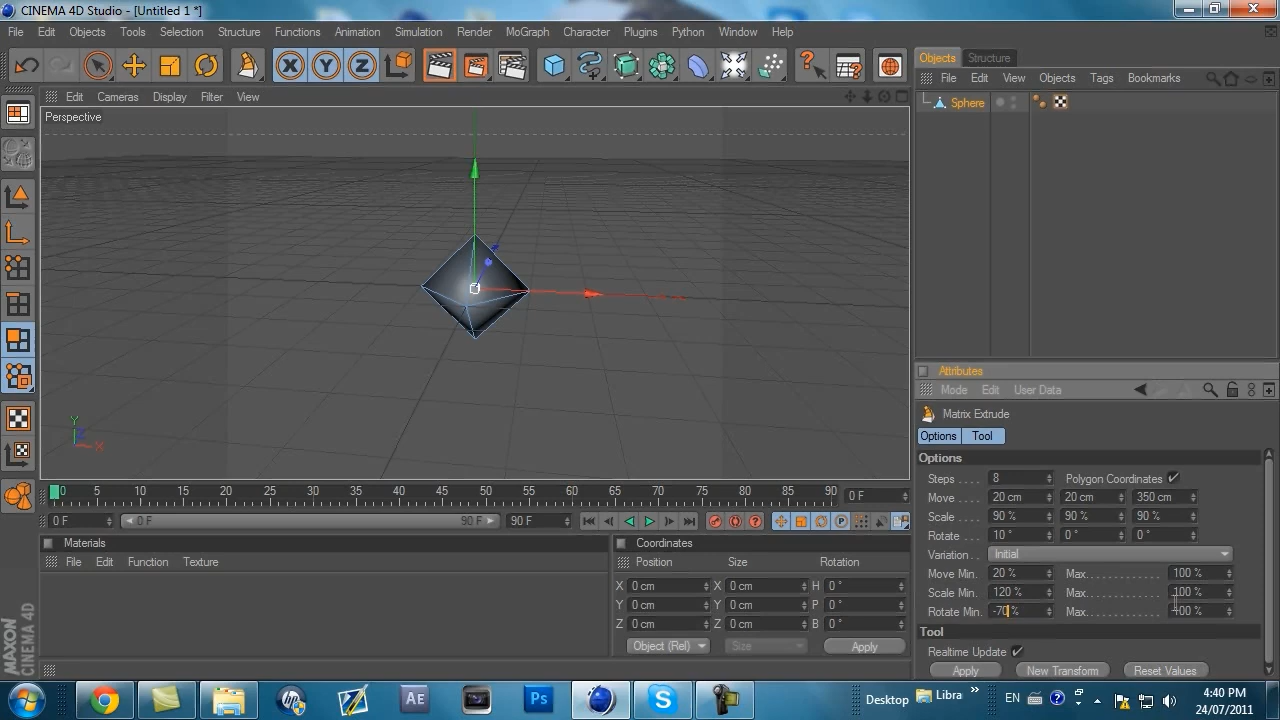 CINEMA 4D Studio - [Untitled 1 *]
File Edit Objects Tools Selection Structure Functions Animation Simulation Render MoGraph Character Plugins Python Window Help
X Y Z
Objects Structure
File Edit View Objects Tags Bookmarks
Edit Cameras Display Filter View
Sphere
Perspective
Y
X
Attributes
Mode Edit User Data
Matrix Extrude
Options Tool
Options
Steps . . . . 8 Polygon Coordinates
Move . . . . 20 cm 20 cm 350 cm
Scale . . . . 90 % 90 % 90 %
Rotate . . . 10 ° 0 ° 0 °
Variation . . . Initial
Move Min. 20 % Max. 100 %
Scale Min. 120 % Max. 100 %
Rotate Min. -70 % Max.
Tool
Realtime Update
Apply New Transform Reset Values
0 5 10 15 20 25 30 35 40 45 50 55 60 65 70 75 80 85 90 0 F
0 F 0 F 90 F 90 F
Materials
File Edit Function Texture
Coordinates
Position Size Rotation
X 0 cm X 0 cm H 0 °
Y 0 cm Y 0 cm P 0 °
Z 0 cm Z 0 cm B 0 °
Object (Rel) Size Apply
MAXON
CINEMA 4D
hp AE Ps S
Desktop Libra » EN
4:40 PM
24/07/2011